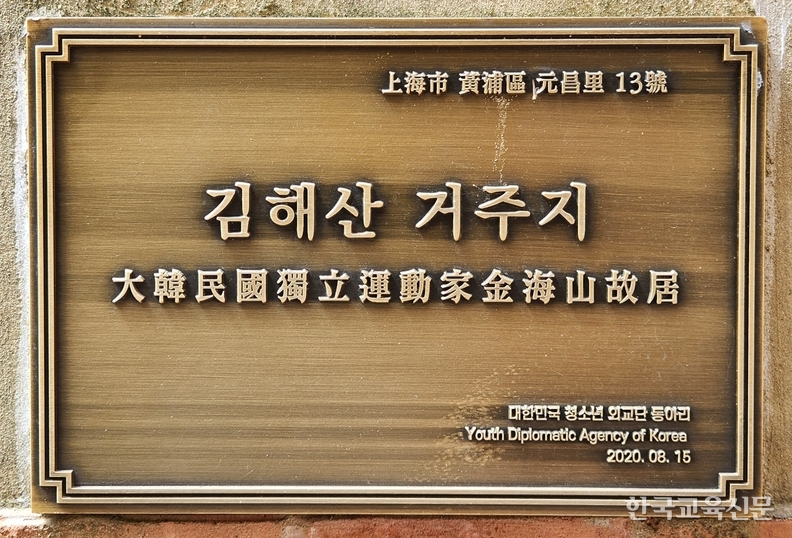 上海市 黃浦區 元昌里 13號
김해산 거주지
大韓民國獨立運動家金海山故居
대한민국 청소년 외교단 동아리
Youth Diplomatic Agency of Korea
2020. 08. 15
한국교육신문